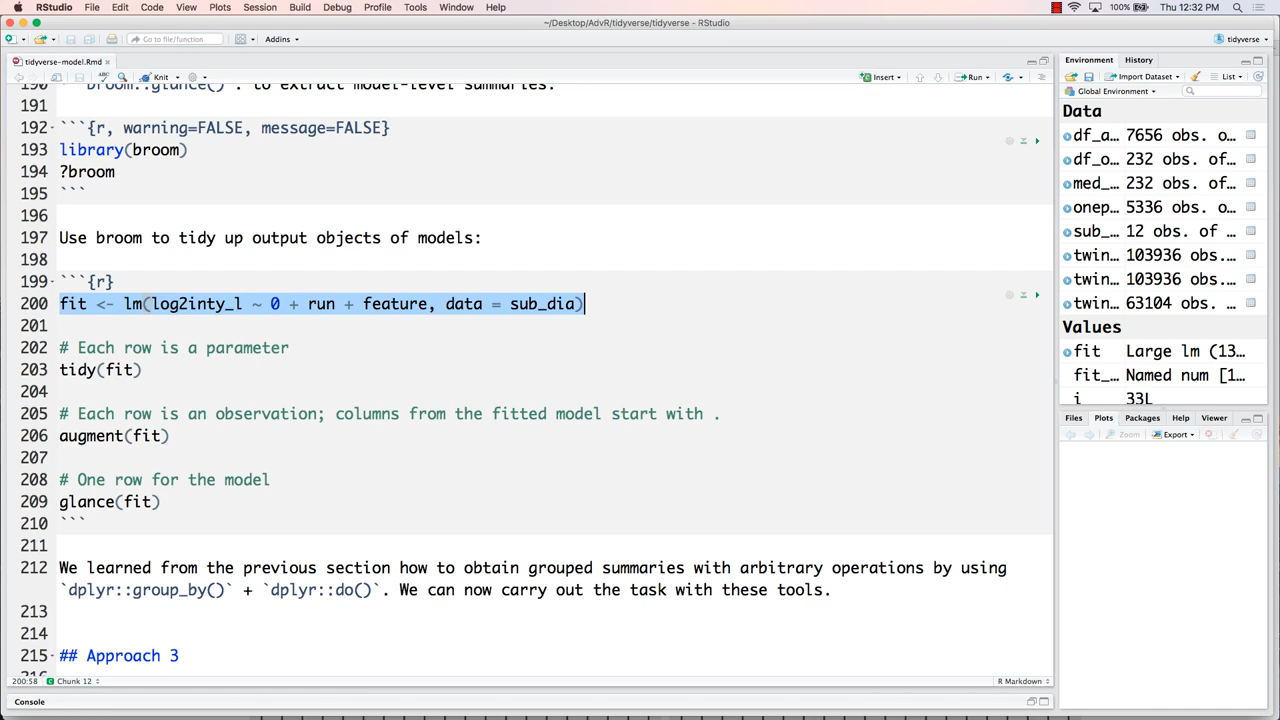 RStudio File Edit Code View Plots Session Build Debug Profile Tools Window Help 100% Thu 12:32 PM
~/Desktop/AdvR/tidyverse/tidyverse - RStudio
Go to file/function Addins tidyverse
tidyverse-model.Rmd
Knit Insert Run
190 `broom::glance()`: to extract model-level summaries.
191
192 ```{r, warning=FALSE, message=FALSE}
193 library(broom)
194 ?broom
195 ```
196
197 Use broom to tidy up output objects of models:
198
199 ```{r}
200 fit <- lm(log2inty_l ~ 0 + run + feature, data = sub_dia)
201
202 # Each row is a parameter
203 tidy(fit)
204
205 # Each row is an observation; columns from the fitted model start with .
206 augment(fit)
207
208 # One row for the model
209 glance(fit)
210 ```
211
212 We learned from the previous section how to obtain grouped summaries with arbitrary operations by using
`dplyr::group_by()` + `dplyr::do()`. We can now carry out the task with these tools.
213
214
215 ## Approach 3
216
200:58 Chunk 12 R Markdown
Console
Environment History
Import Dataset List
Global Environment
Data
df_a… 7656 obs. o…
df_o… 232 obs. of…
med_… 232 obs. of…
onep… 5336 obs. o…
sub_… 12 obs. of …
twin… 103936 obs.…
twin… 103936 obs.…
twin… 63104 obs. …
Values
fit Large lm (13…
fit_… Named num [1…
i 33L
Files Plots Packages Help Viewer
Zoom Export